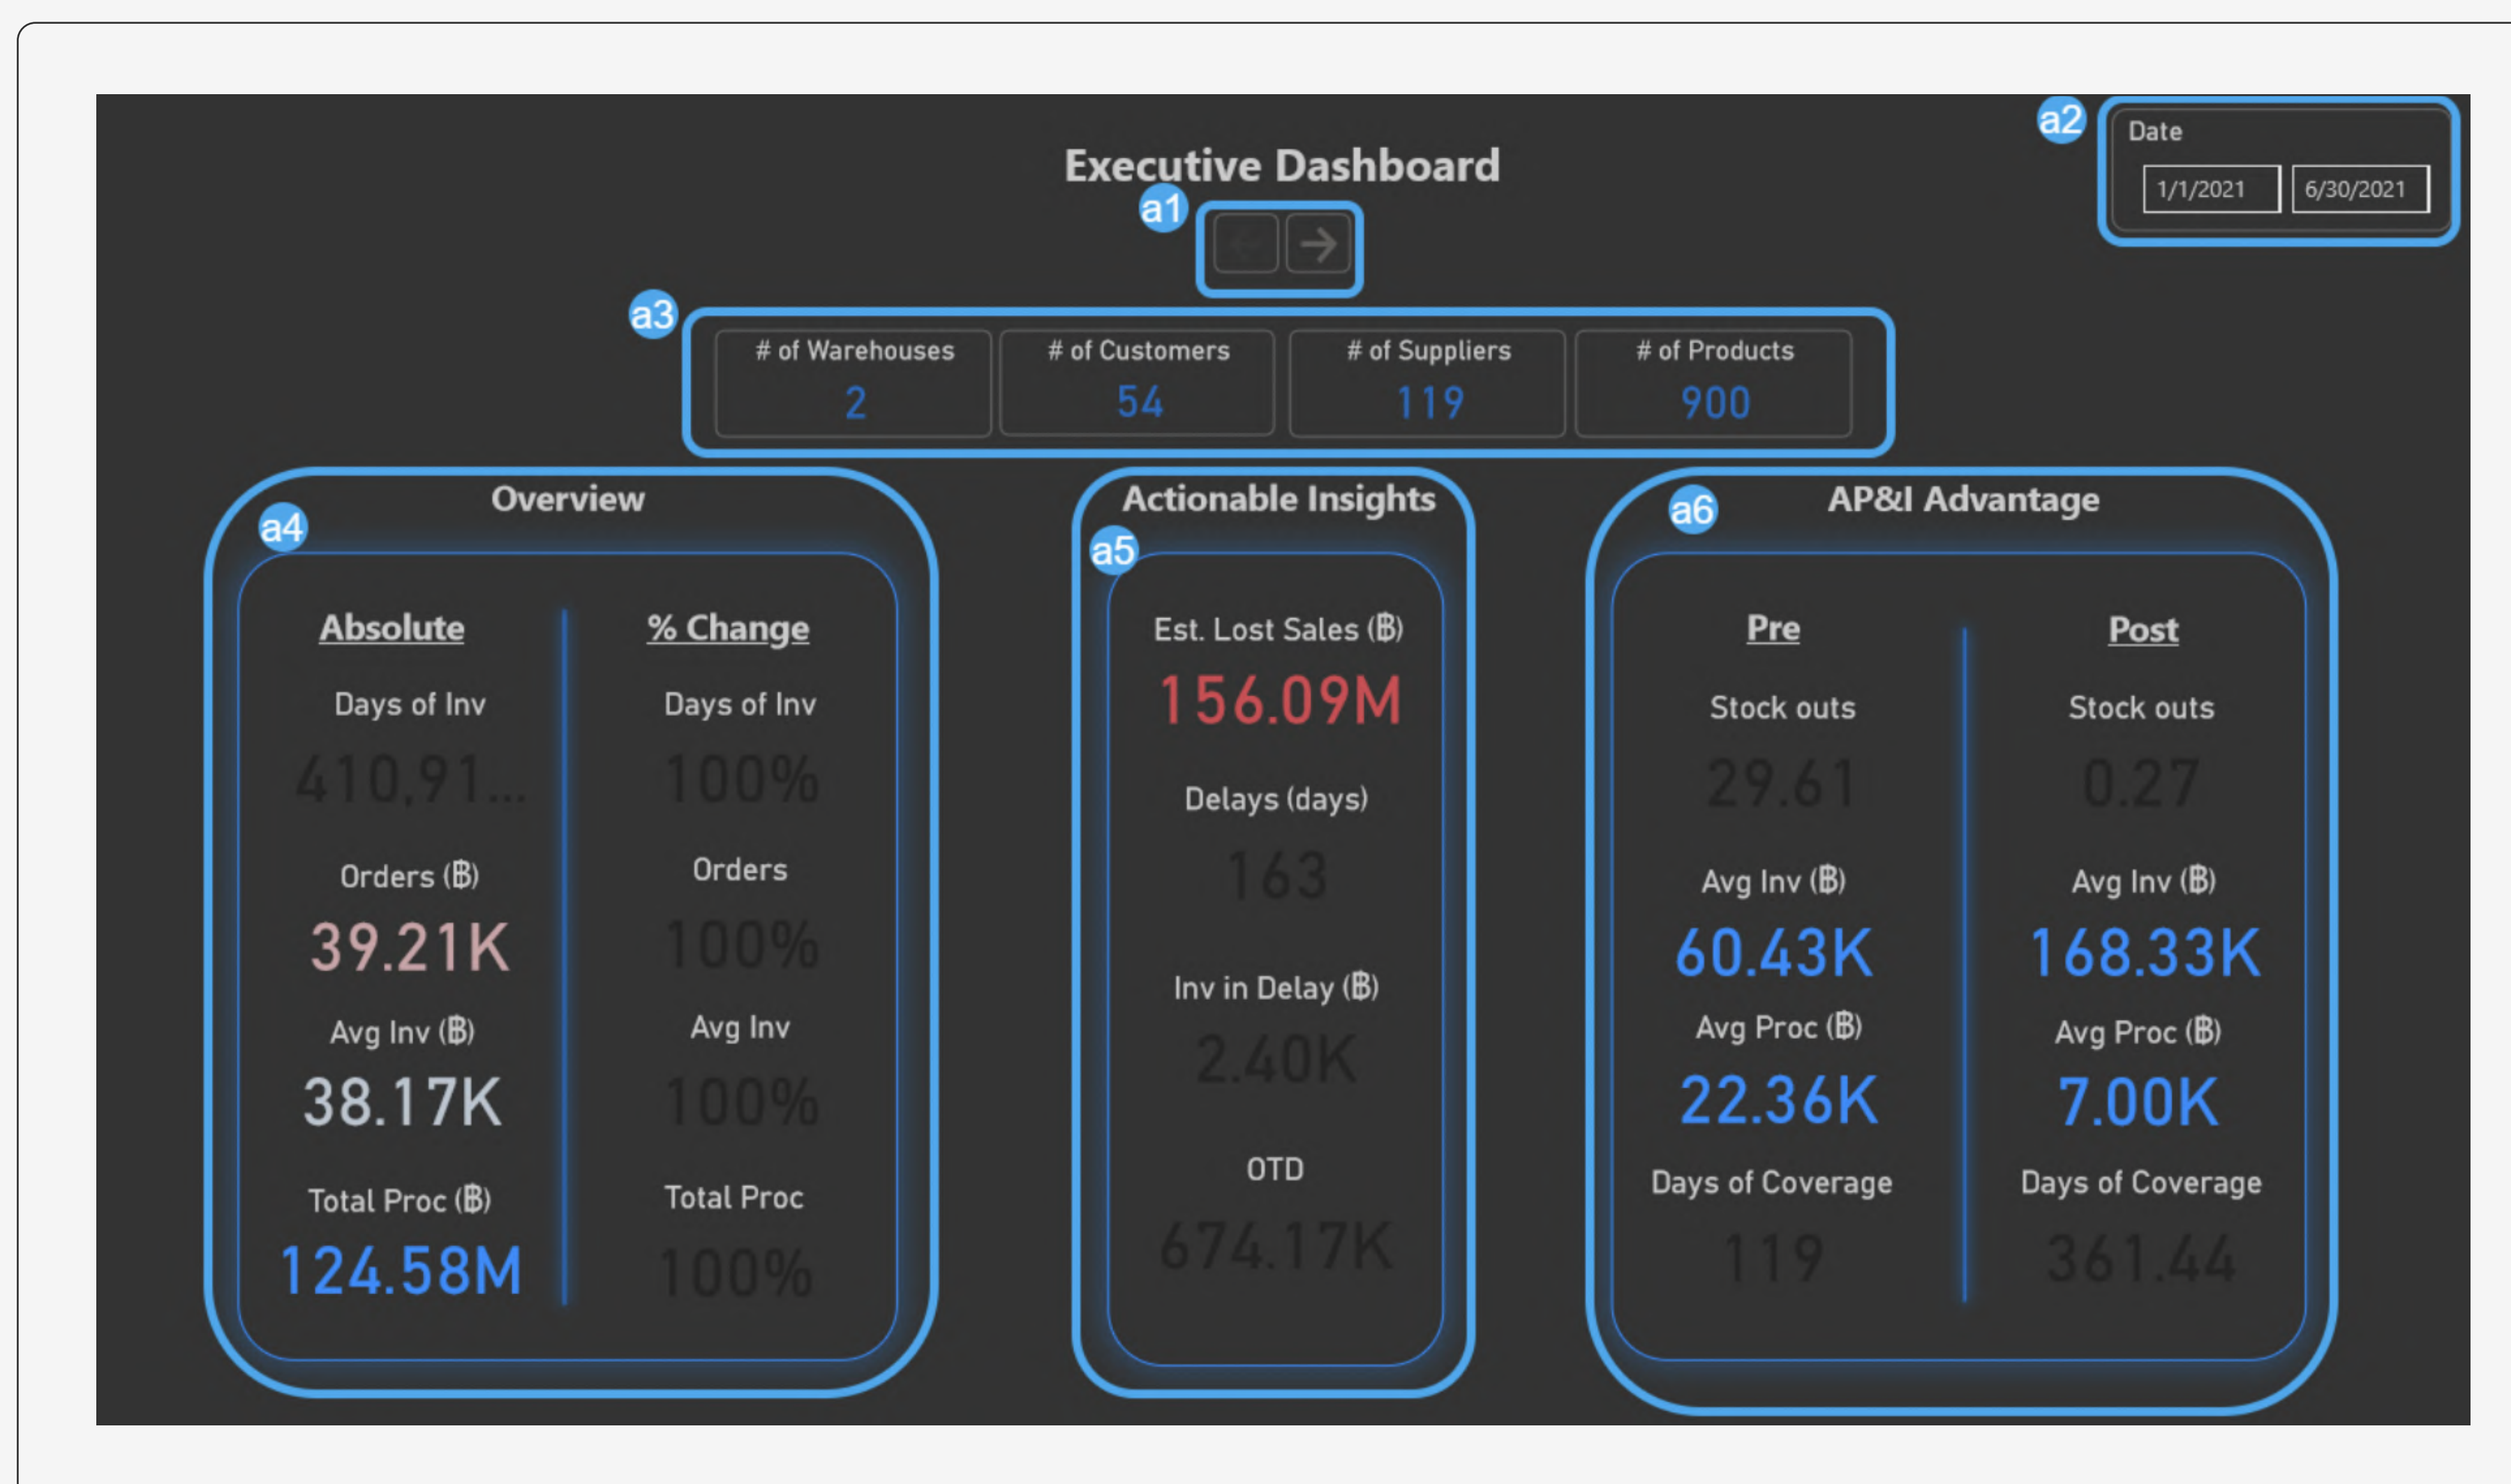 a2
Date
1/1/2021 6/30/2021
Executive Dashboard
a1
← →
a3
# of Warehouses
2
# of Customers
54
# of Suppliers
119
# of Products
900
a4
Overview
Absolute
Days of Inv
410,91...
Orders (฿)
39.21K
Avg Inv (฿)
38.17K
Total Proc (฿)
124.58M
% Change
Days of Inv
100%
Orders
100%
Avg Inv
100%
Total Proc
100%
Actionable Insights
a5
Est. Lost Sales (฿)
156.09M
Delays (days)
163
Inv in Delay (฿)
2.40K
OTD
674.17K
a6
AP&I Advantage
Pre
Stock outs
29.61
Avg Inv (฿)
60.43K
Avg Proc (฿)
22.36K
Days of Coverage
119
Post
Stock outs
0.27
Avg Inv (฿)
168.33K
Avg Proc (฿)
7.00K
Days of Coverage
361.44